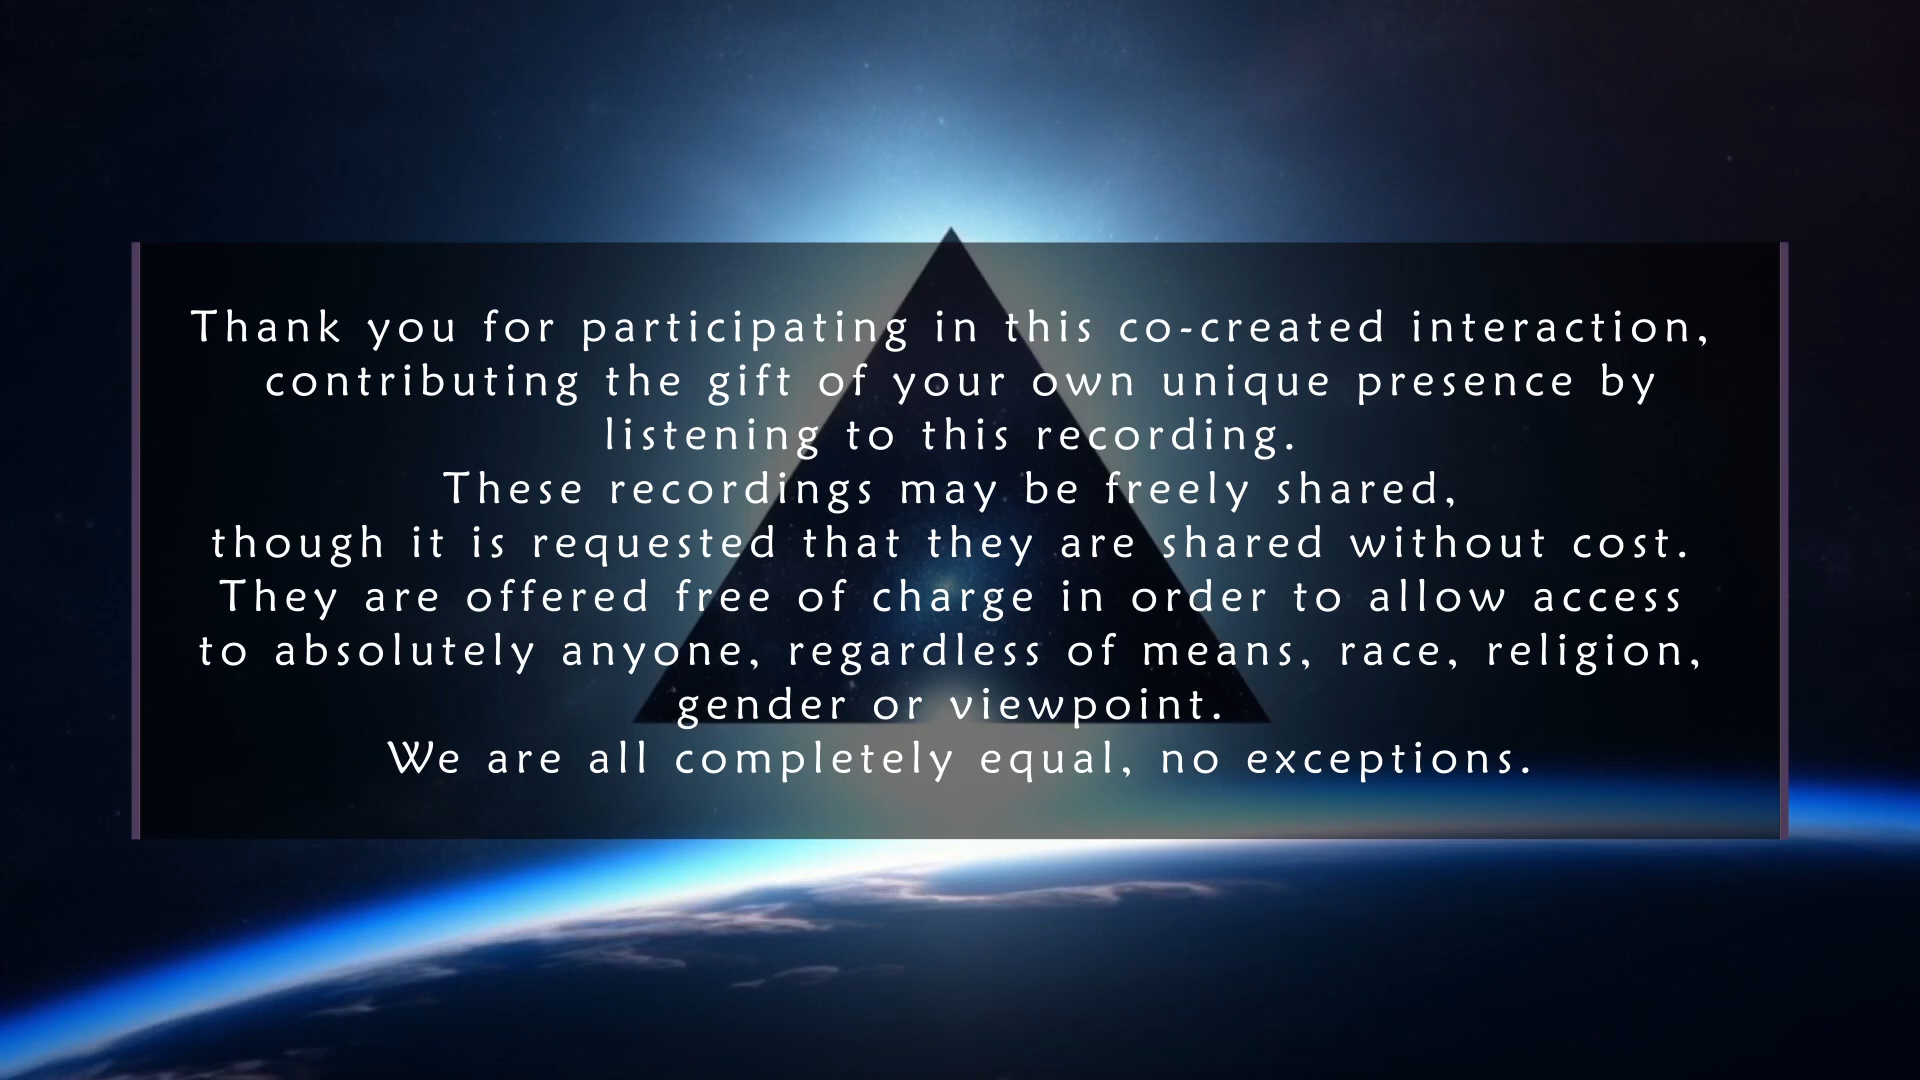 Thank you for participating in this co-created interaction,
contributing the gift of your own unique presence by
listening to this recording.
These recordings may be freely shared,
though it is requested that they are shared without cost.
They are offered free of charge in order to allow access
to absolutely anyone, regardless of means, race, religion,
gender or viewpoint.
We are all completely equal, no exceptions.